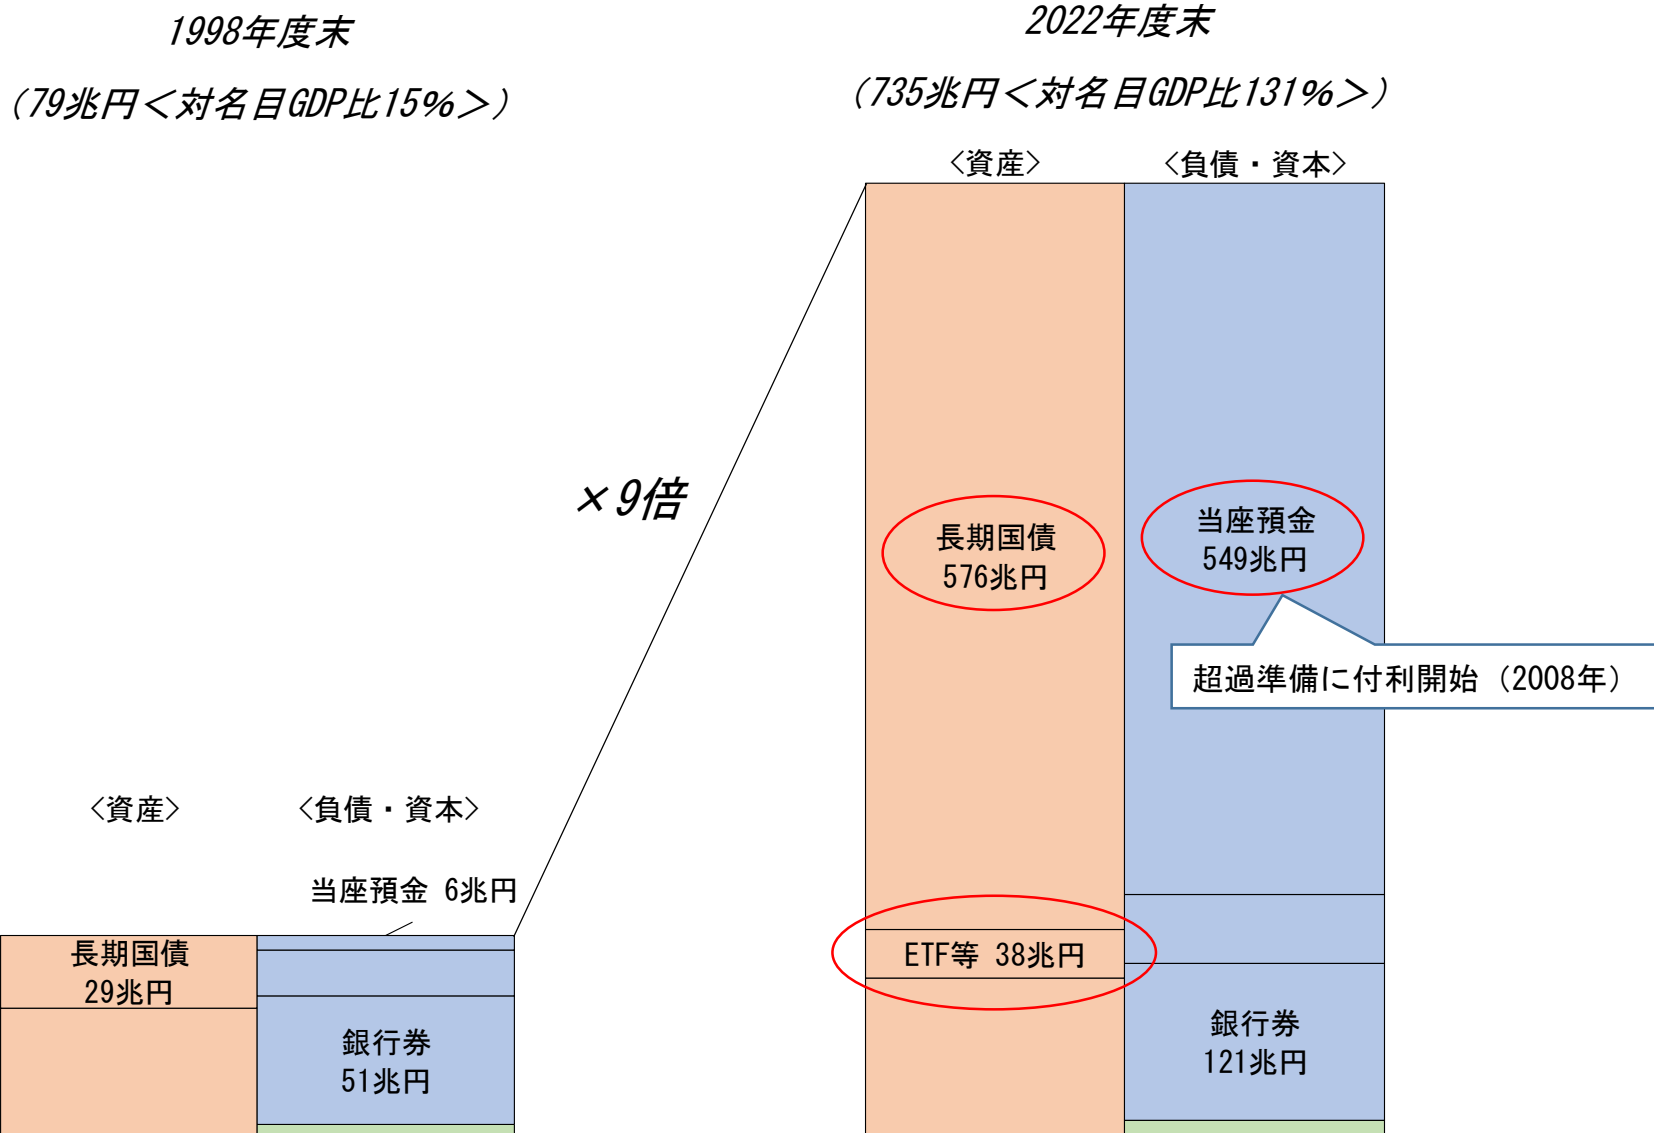 1998年度末
（79兆円＜対名目GDP比15%＞）
2022年度末
（735兆円＜対名目GDP比131%＞）
〈資産〉
〈負債・資本〉
×9倍
長期国債
576兆円
当座預金
549兆円
超過準備に付利開始（2008年）
〈資産〉
〈負債・資本〉
当座預金 6兆円
長期国債
29兆円
銀行券
51兆円
ETF等 38兆円
銀行券
121兆円